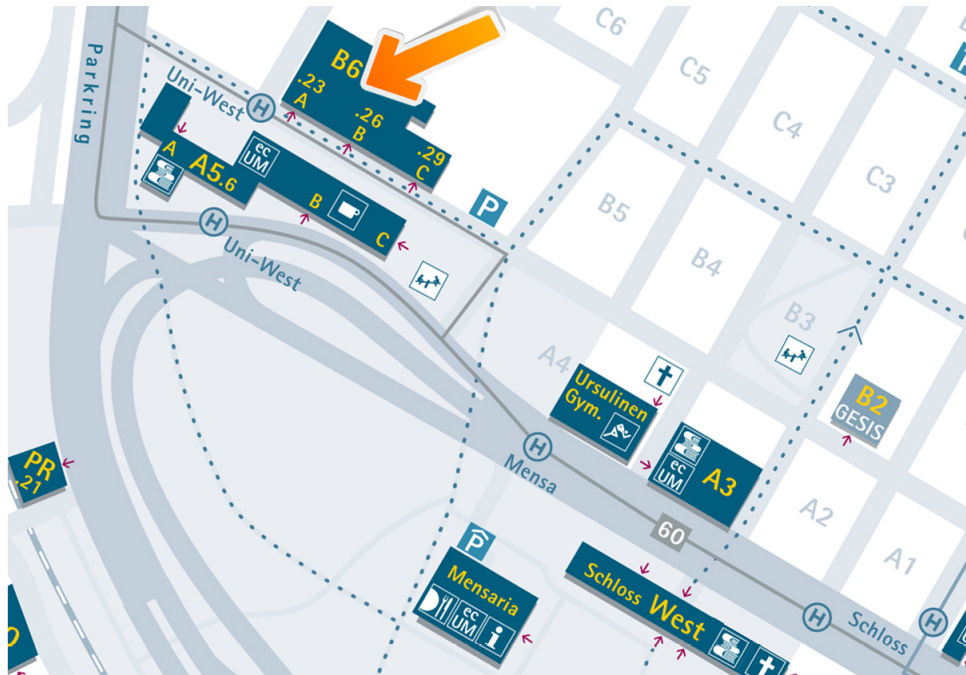 C6
C5
C4
C3
Parkring
Uni-West
H
B6
.23
A
.26
B
.29
C
A
A5.6
ec
UM
B
C
P
H
Uni-West
B5
B4
B3
A4
Ursulinen
Gym.
B2
GESIS
PR
.21
H
Mensa
ec
UM
A3
A2
A1
60
P
Mensaria
ec
UM
i
Schloss West
H
Schloss
H